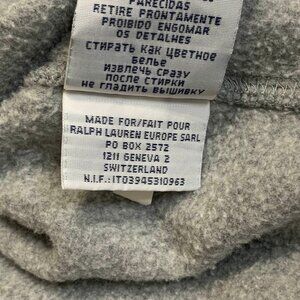 PARECIDAS
RETIRE PRONTAMENTE
PROIBIDO ENGOMAR
OS DETALHES
СТИРАТЬ КАК ЦВЕТНОЕ
БЕЛЬЕ
ИЗВЛЕЧЬ СРАЗУ
ПОСЛЕ СТИРКИ
НЕ ГЛАДИТЬ ВЫШИВКУ
MADE FOR/FAIT POUR
RALPH LAUREN EUROPE SARL
PO BOX 2572
1211 GENEVA 2
SWITZERLAND
N.I.F.:IT03945310963